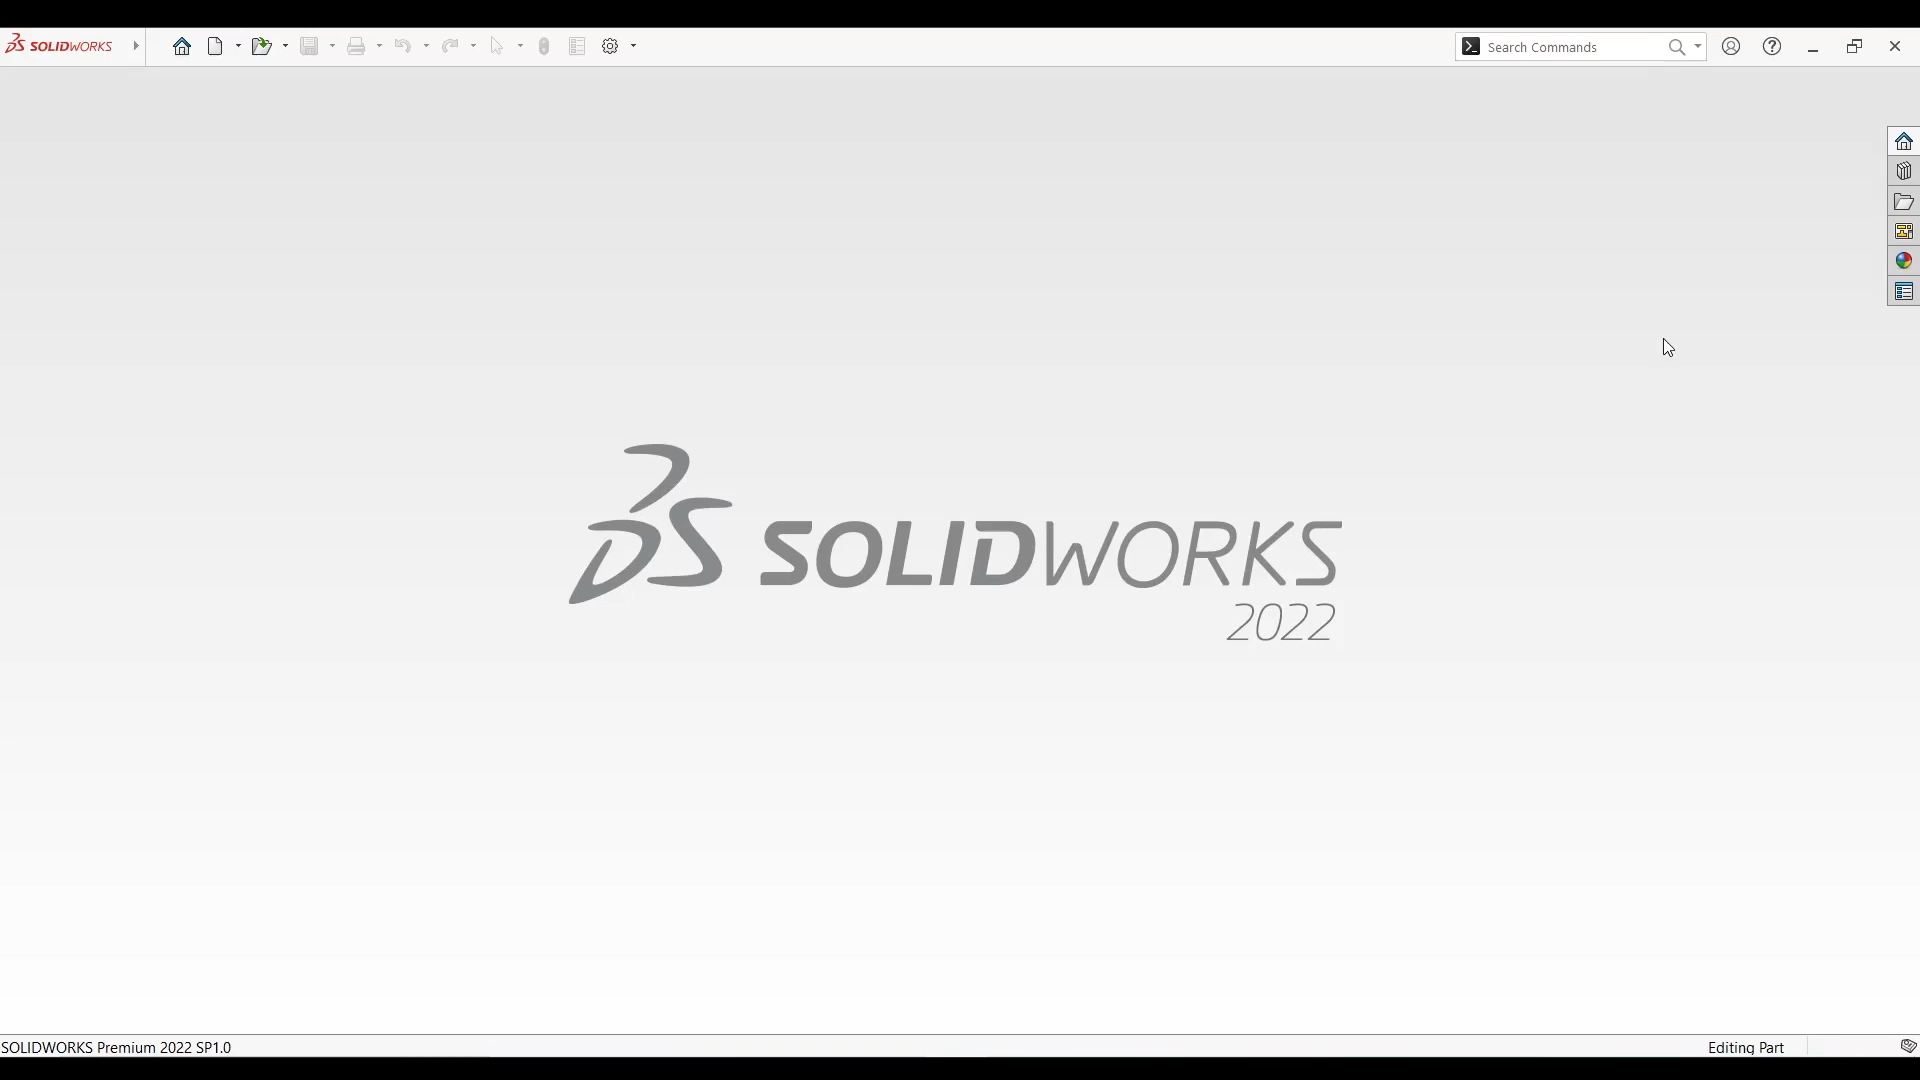 SOLIDWORKS
Search Commands
SOLIDWORKS
2022
SOLIDWORKS Premium 2022 SP1.0
Editing Part